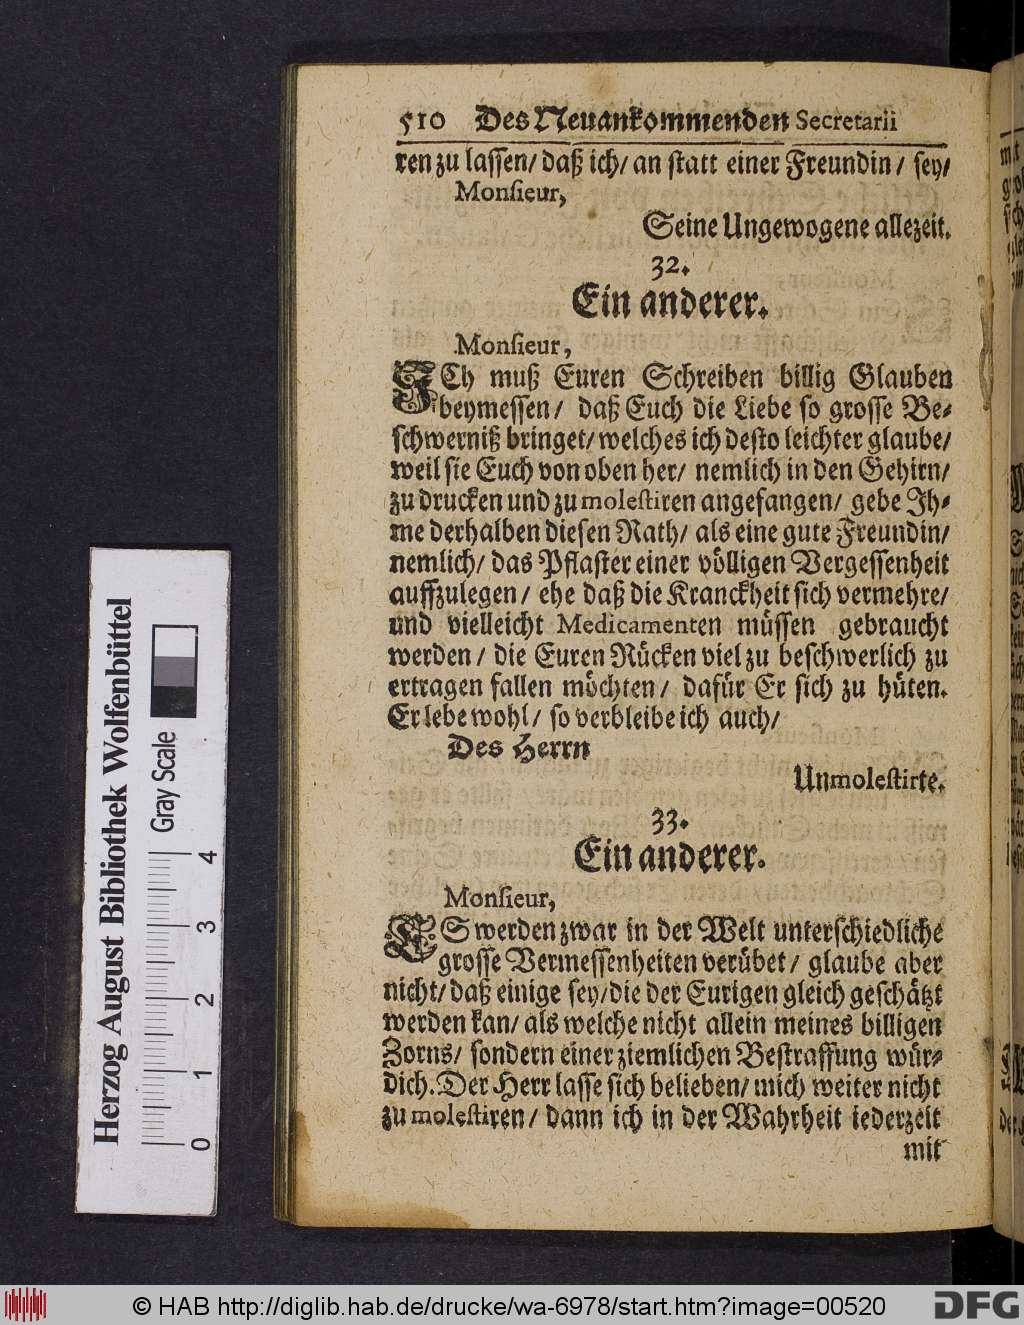 510 Des Neuankommenden Secretarii
ren zu lassen/ daß ich/ an statt einer Freundin/ sey/
Monsieur,
Seine Ungewogene allezeit.
32.
Ein anderer.
Monsieur,
ICh muß Euren Schreiben billig Glauben
beymessen/ daß Euch die Liebe so grosse Be-
schwerniß bringet/ welches ich desto leichter glaube/
weil sie Euch von oben her/ nemlich in den Gehirn/
zu drucken und zu molestiren angefangen/ gebe Ih-
me derhalben diesen Rath/ als eine gute Freundin/
nemlich/ das Pflaster einer völligen Vergessenheit
auffzulegen/ ehe daß die Kranckheit sich vermehre/
und vielleicht Medicamenten müssen gebraucht
werden/ die Euren Rücken viel zu beschwerlich zu
ertragen fallen möchten/ dafür Er sich zu hüten.
Er lebe wohl/ so verbleibe ich auch/
Des Herrn
Unmolestirte.
33.
Ein anderer.
Monsieur,
ES werden zwar in der Welt unterschiedliche
grosse Vermessenheiten verübet/ glaube aber
nicht/ daß einige sey/ die der Eurigen gleich geschätzt
werden kan/ als welche nicht allein meines billigen
Zorns/ sondern einer ziemlichen Bestraffung wür-
dich. Der Herr lasse sich belieben/ mich weiter nicht
zu molestiren/ dann ich in der Wahrheit iederzeit
mit
Herzog August Bibliothek Wolfenbüttel
Gray Scale
0 1 2 3 4
© HAB http://diglib.hab.de/drucke/wa-6978/start.htm?image=00520
DFG